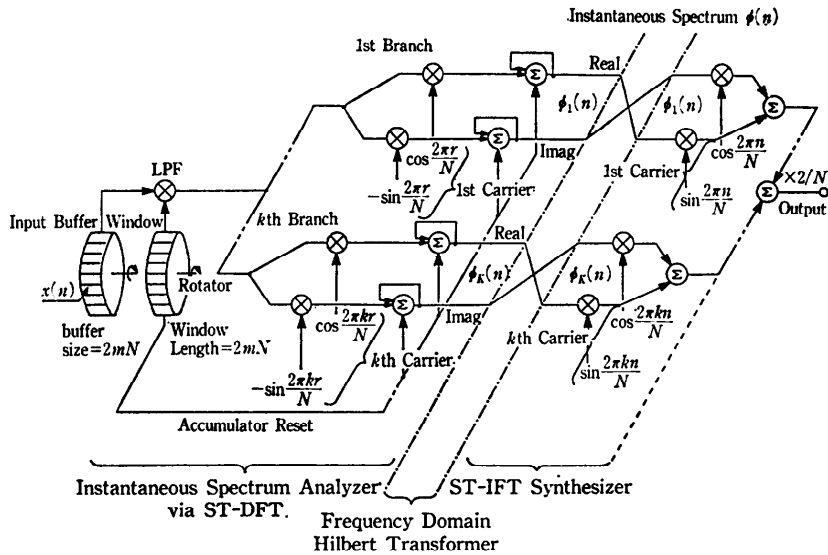 Instantaneous Spectrum ϕ(n)
1st Branch
Real
ϕ₁(n)
ϕ₁(n)
Imag
cos 2πr/N
−sin 2πr/N
1st Carrier
1st Carrier
cos 2πn/N
sin 2πn/N
×2/N
Output
LPF
Input Buffer
Window
kth Branch
Real
x(n)
Rotator
ϕ_K(n)
ϕ_K(n)
Imag
buffer
size=2mN
Window
Length=2mN
cos 2πkr/N
−sin 2πkr/N
kth Carrier
kth Carrier
cos 2πkn/N
sin 2πkn/N
Accumulator Reset
Instantaneous Spectrum Analyzer
via ST-DFT.
ST-IFT Synthesizer
Frequency Domain
Hilbert Transformer